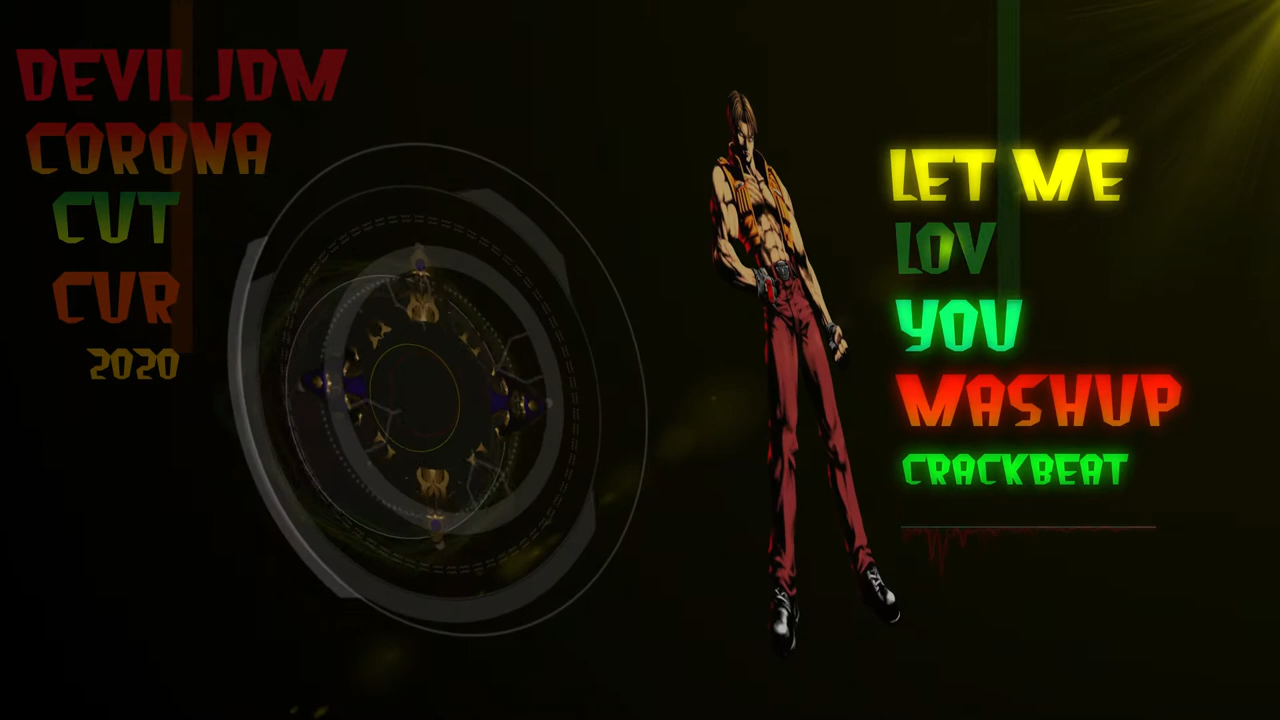 DEVIL JDM
CORONA
CUT
CUR
2020
LET ME
LOV
YOU
MASHUP
CRACKBEAT